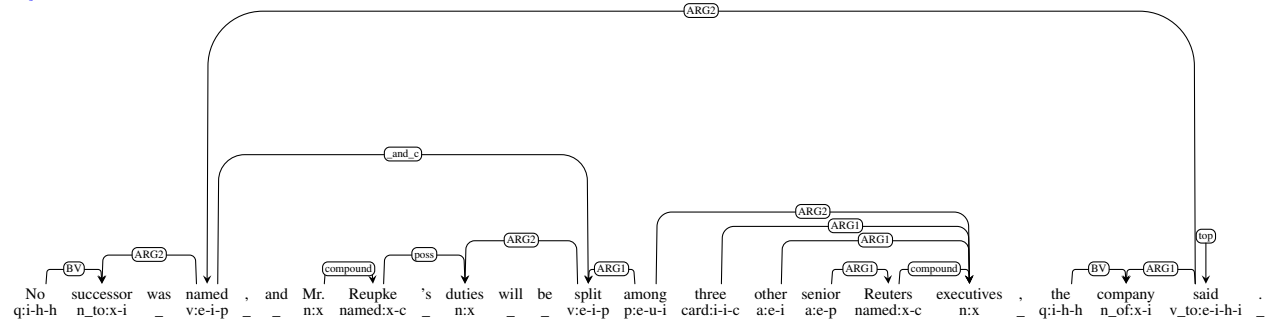 ARG2
_and_c
ARG2
ARG1
top
ARG2 ARG1
ARG2 poss
BV compound ARG1 ARG1 compound BV ARG1
No successor was named , and Mr. Reupke 's duties will be split among three other senior Reuters executives , the company said .
q:i-h-h n_to:x-i _ v:e-i-p _ _ n:x named:x-c _ n:x _ _ v:e-i-p p:e-u-i card:i-i-c a:e-i a:e-p named:x-c n:x _ q:i-h-h n_of:x-i v_to:e-i-h-i _